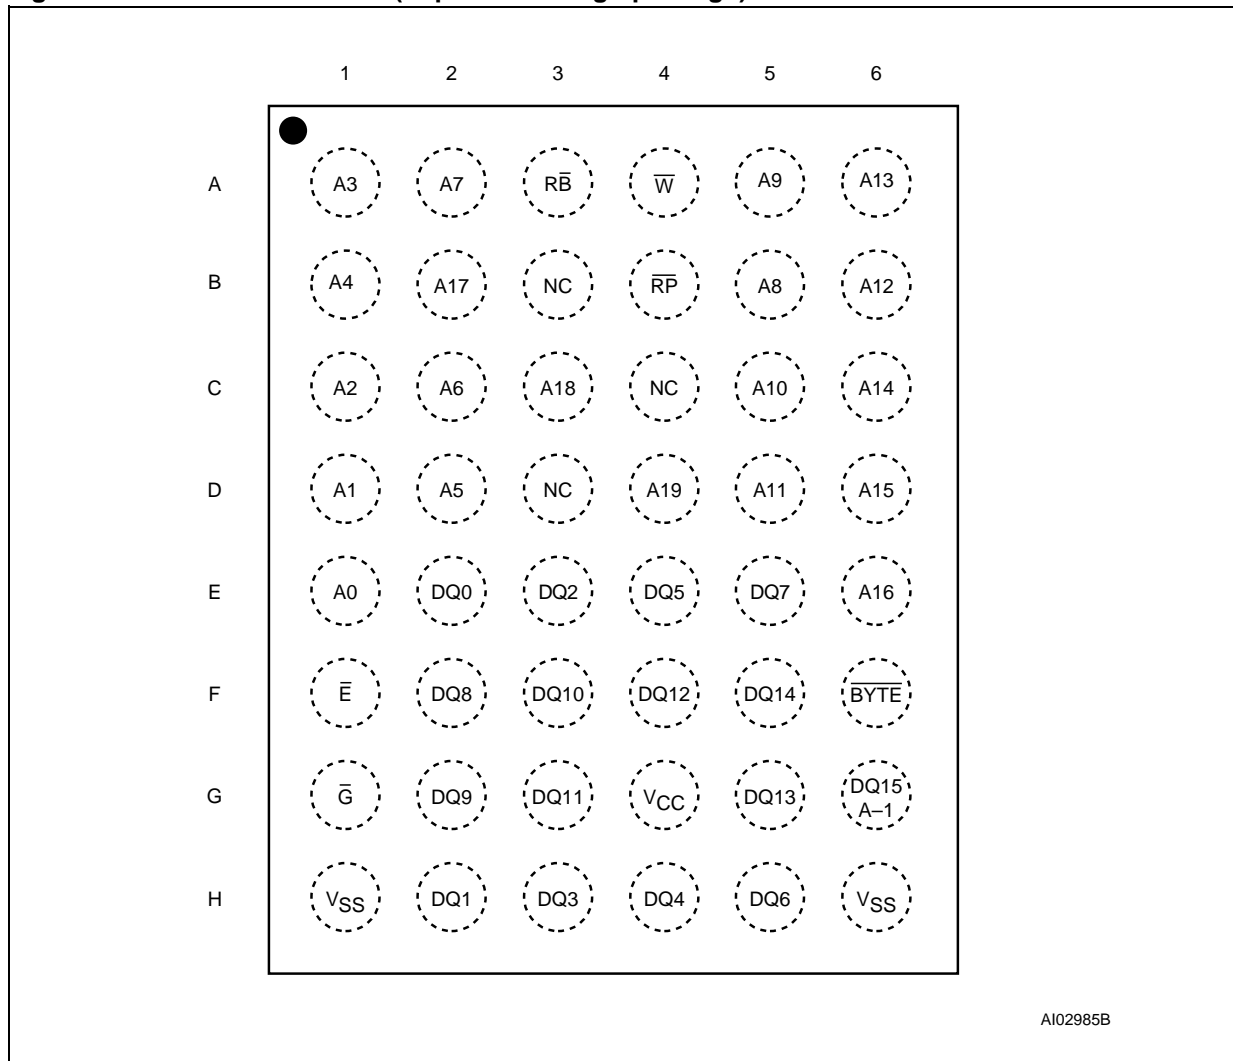 1 2 3 4 5 6
A A3 A7 RB̅ W̅ A9 A13
B A4 A17 NC R̅P̅ A8 A12
C A2 A6 A18 NC A10 A14
D A1 A5 NC A19 A11 A15
E A0 DQ0 DQ2 DQ5 DQ7 A16
F E̅ DQ8 DQ10 DQ12 DQ14 B̅Y̅T̅E̅
G G̅ DQ9 DQ11 VCC DQ13 DQ15
A–1
H VSS DQ1 DQ3 DQ4 DQ6 VSS
AI02985B